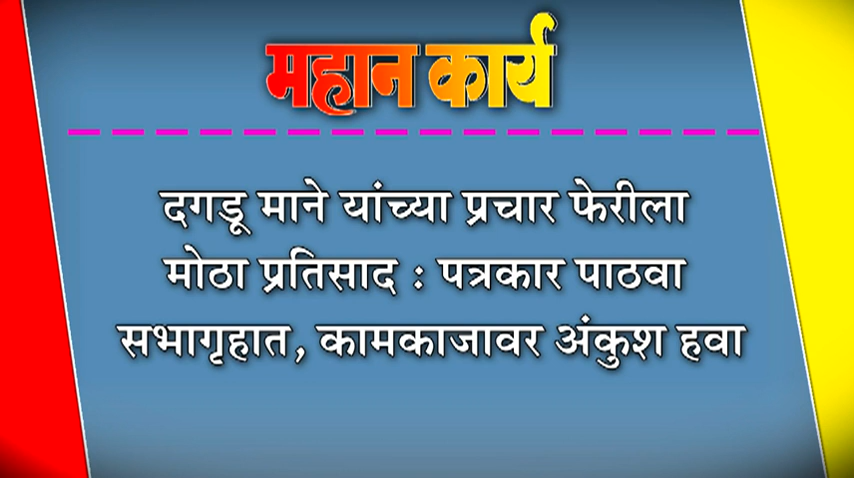 महान कार्य
दगडू माने यांच्या प्रचार फेरीला
मोठा प्रतिसाद : पत्रकार पाठवा
सभागृहात, कामकाजावर अंकुश हवा